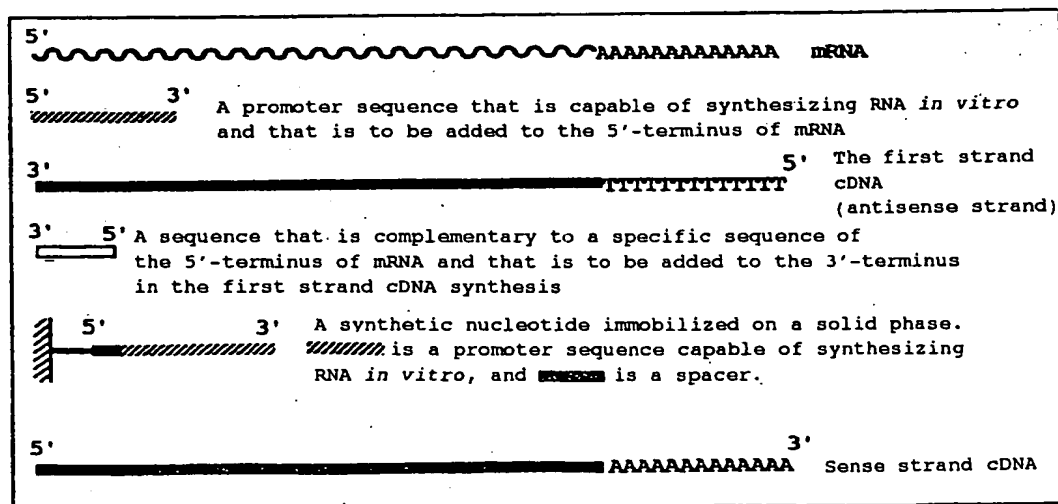 5'
AAAAAAAAAAAAA mRNA
5' 3' A promoter sequence that is capable of synthesizing RNA in vitro
and that is to be added to the 5'-terminus of mRNA
3' 5' The first strand
TTTTTTTTTTTTT cDNA
(antisense strand)
3' 5' A sequence that is complementary to a specific sequence of
the 5'-terminus of mRNA and that is to be added to the 3'-terminus
in the first strand cDNA synthesis
5' 3' A synthetic nucleotide immobilized on a solid phase.
is a promoter sequence capable of synthesizing
RNA in vitro, and is a spacer.
5' 3'
AAAAAAAAAAAAA Sense strand cDNA